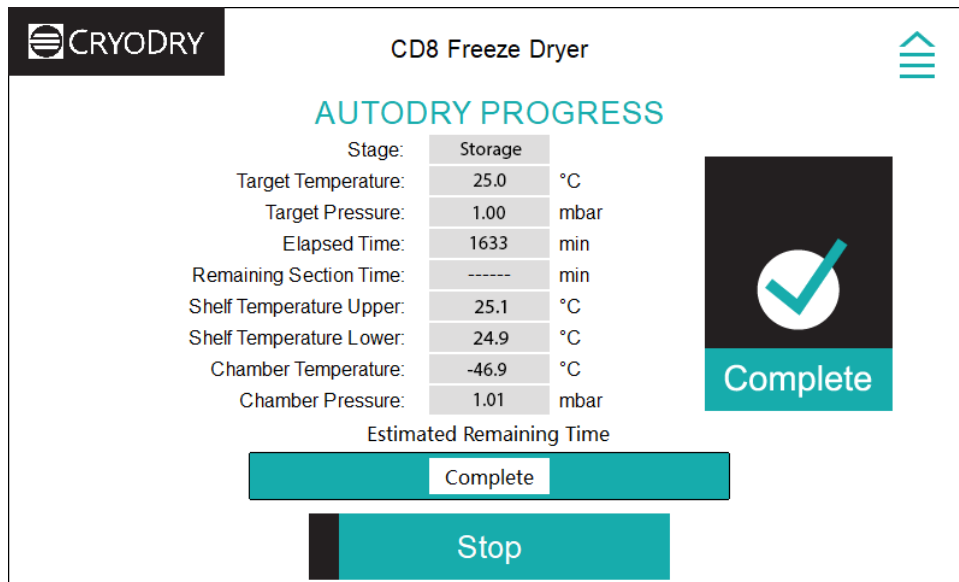 CRYODRY
CD8 Freeze Dryer
AUTODRY PROGRESS
Stage: Storage
Target Temperature: 25.0 °C
Target Pressure: 1.00 mbar
Elapsed Time: 1633 min
Remaining Section Time: ------ min
Shelf Temperature Upper: 25.1 °C
Shelf Temperature Lower: 24.9 °C
Chamber Temperature: -46.9 °C
Chamber Pressure: 1.01 mbar
Complete
Estimated Remaining Time
Complete
Stop